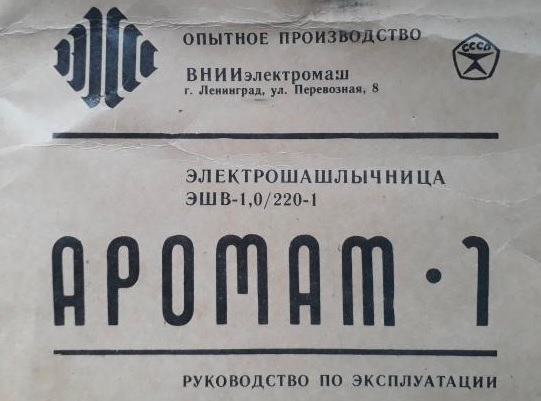 ОПЫТНОЕ ПРОИЗВОДСТВО
СССР
ВНИИэлектромаш
г. Ленинград, ул. Перевозная, 8
ЭЛЕКТРОШАШЛЫЧНИЦА
ЭШВ-1,0/220-1
АРОМАТ·1
РУКОВОДСТВО ПО ЭКСПЛУАТАЦИИ